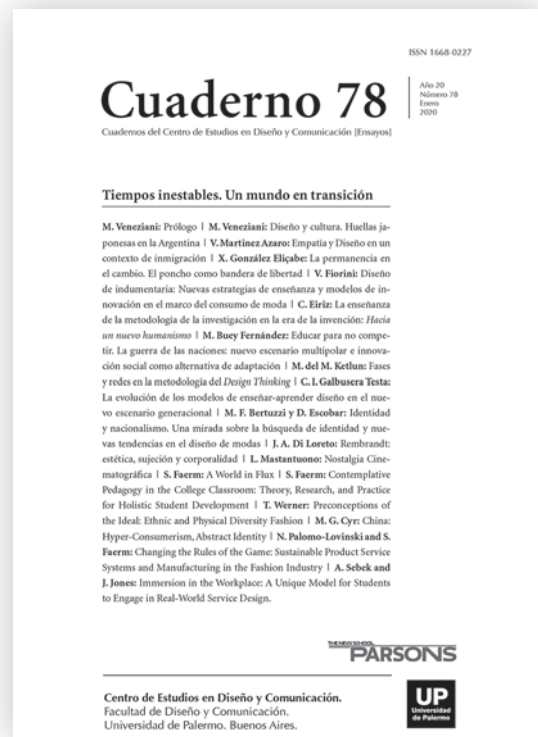 ISSN 1668-0227
Cuaderno 78
Año 20
Número 78
Enero
2020
Cuadernos del Centro de Estudios en Diseño y Comunicación [Ensayos]
Tiempos inestables. Un mundo en transición
M. Veneziani: Prólogo | M. Veneziani: Diseño y cultura. Huellas ja-
ponesas en la Argentina | V. Martinez Azaro: Empatía y Diseño en un
contexto de inmigración | X. González Eliçabe: La permanencia en
el cambio. El poncho como bandera de libertad | V. Fiorini: Diseño
de indumentaria: Nuevas estrategias de enseñanza y modelos de in-
novación en el marco del consumo de moda | C. Eiriz: La enseñanza
de la metodología de la investigación en la era de la invención: Hacia
un nuevo humanismo | M. Buey Fernández: Educar para no compe-
tir. La guerra de las naciones: nuevo escenario multipolar e innova-
ción social como alternativa de adaptación | M. del M. Ketlun: Fases
y redes en la metodología del Design Thinking | C. I. Galbusera Testa:
La evolución de los modelos de enseñar-aprender diseño en el nue-
vo escenario generacional | M. F. Bertuzzi y D. Escobar: Identidad
y nacionalismo. Una mirada sobre la búsqueda de identidad y nue-
vas tendencias en el diseño de modas | J. A. Di Loreto: Rembrandt:
estética, sujeción y corporalidad | L. Mastantuono: Nostalgia Cine-
matográfica | S. Faerm: A World in Flux | S. Faerm: Contemplative
Pedagogy in the College Classroom: Theory, Research, and Practice
for Holistic Student Development | T. Werner: Preconceptions of
the Ideal: Ethnic and Physical Diversity Fashion | M. G. Cyr: China:
Hyper-Consumerism, Abstract Identity | N. Palomo-Lovinski and S.
Faerm: Changing the Rules of the Game: Sustainable Product Service
Systems and Manufacturing in the Fashion Industry | A. Sebek and
J. Jones: Immersion in the Workplace: A Unique Model for Students
to Engage in Real-World Service Design.
THE NEW SCHOOL
PARSONS
Centro de Estudios en Diseño y Comunicación.
Facultad de Diseño y Comunicación.
Universidad de Palermo. Buenos Aires.
UP
Universidad
de Palermo